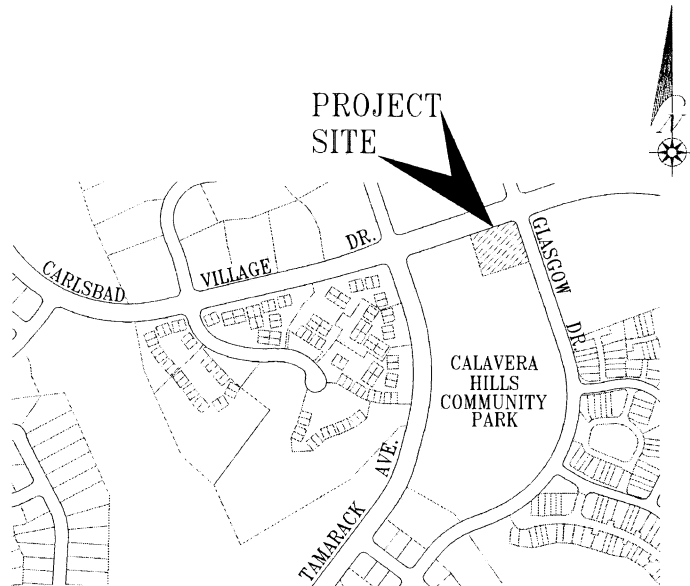 PROJECT
SITE
N
CARLSBAD
VILLAGE
DR.
GLASGOW
DR.
CALAVERA
HILLS
COMMUNITY
PARK
TAMARACK
AVE.